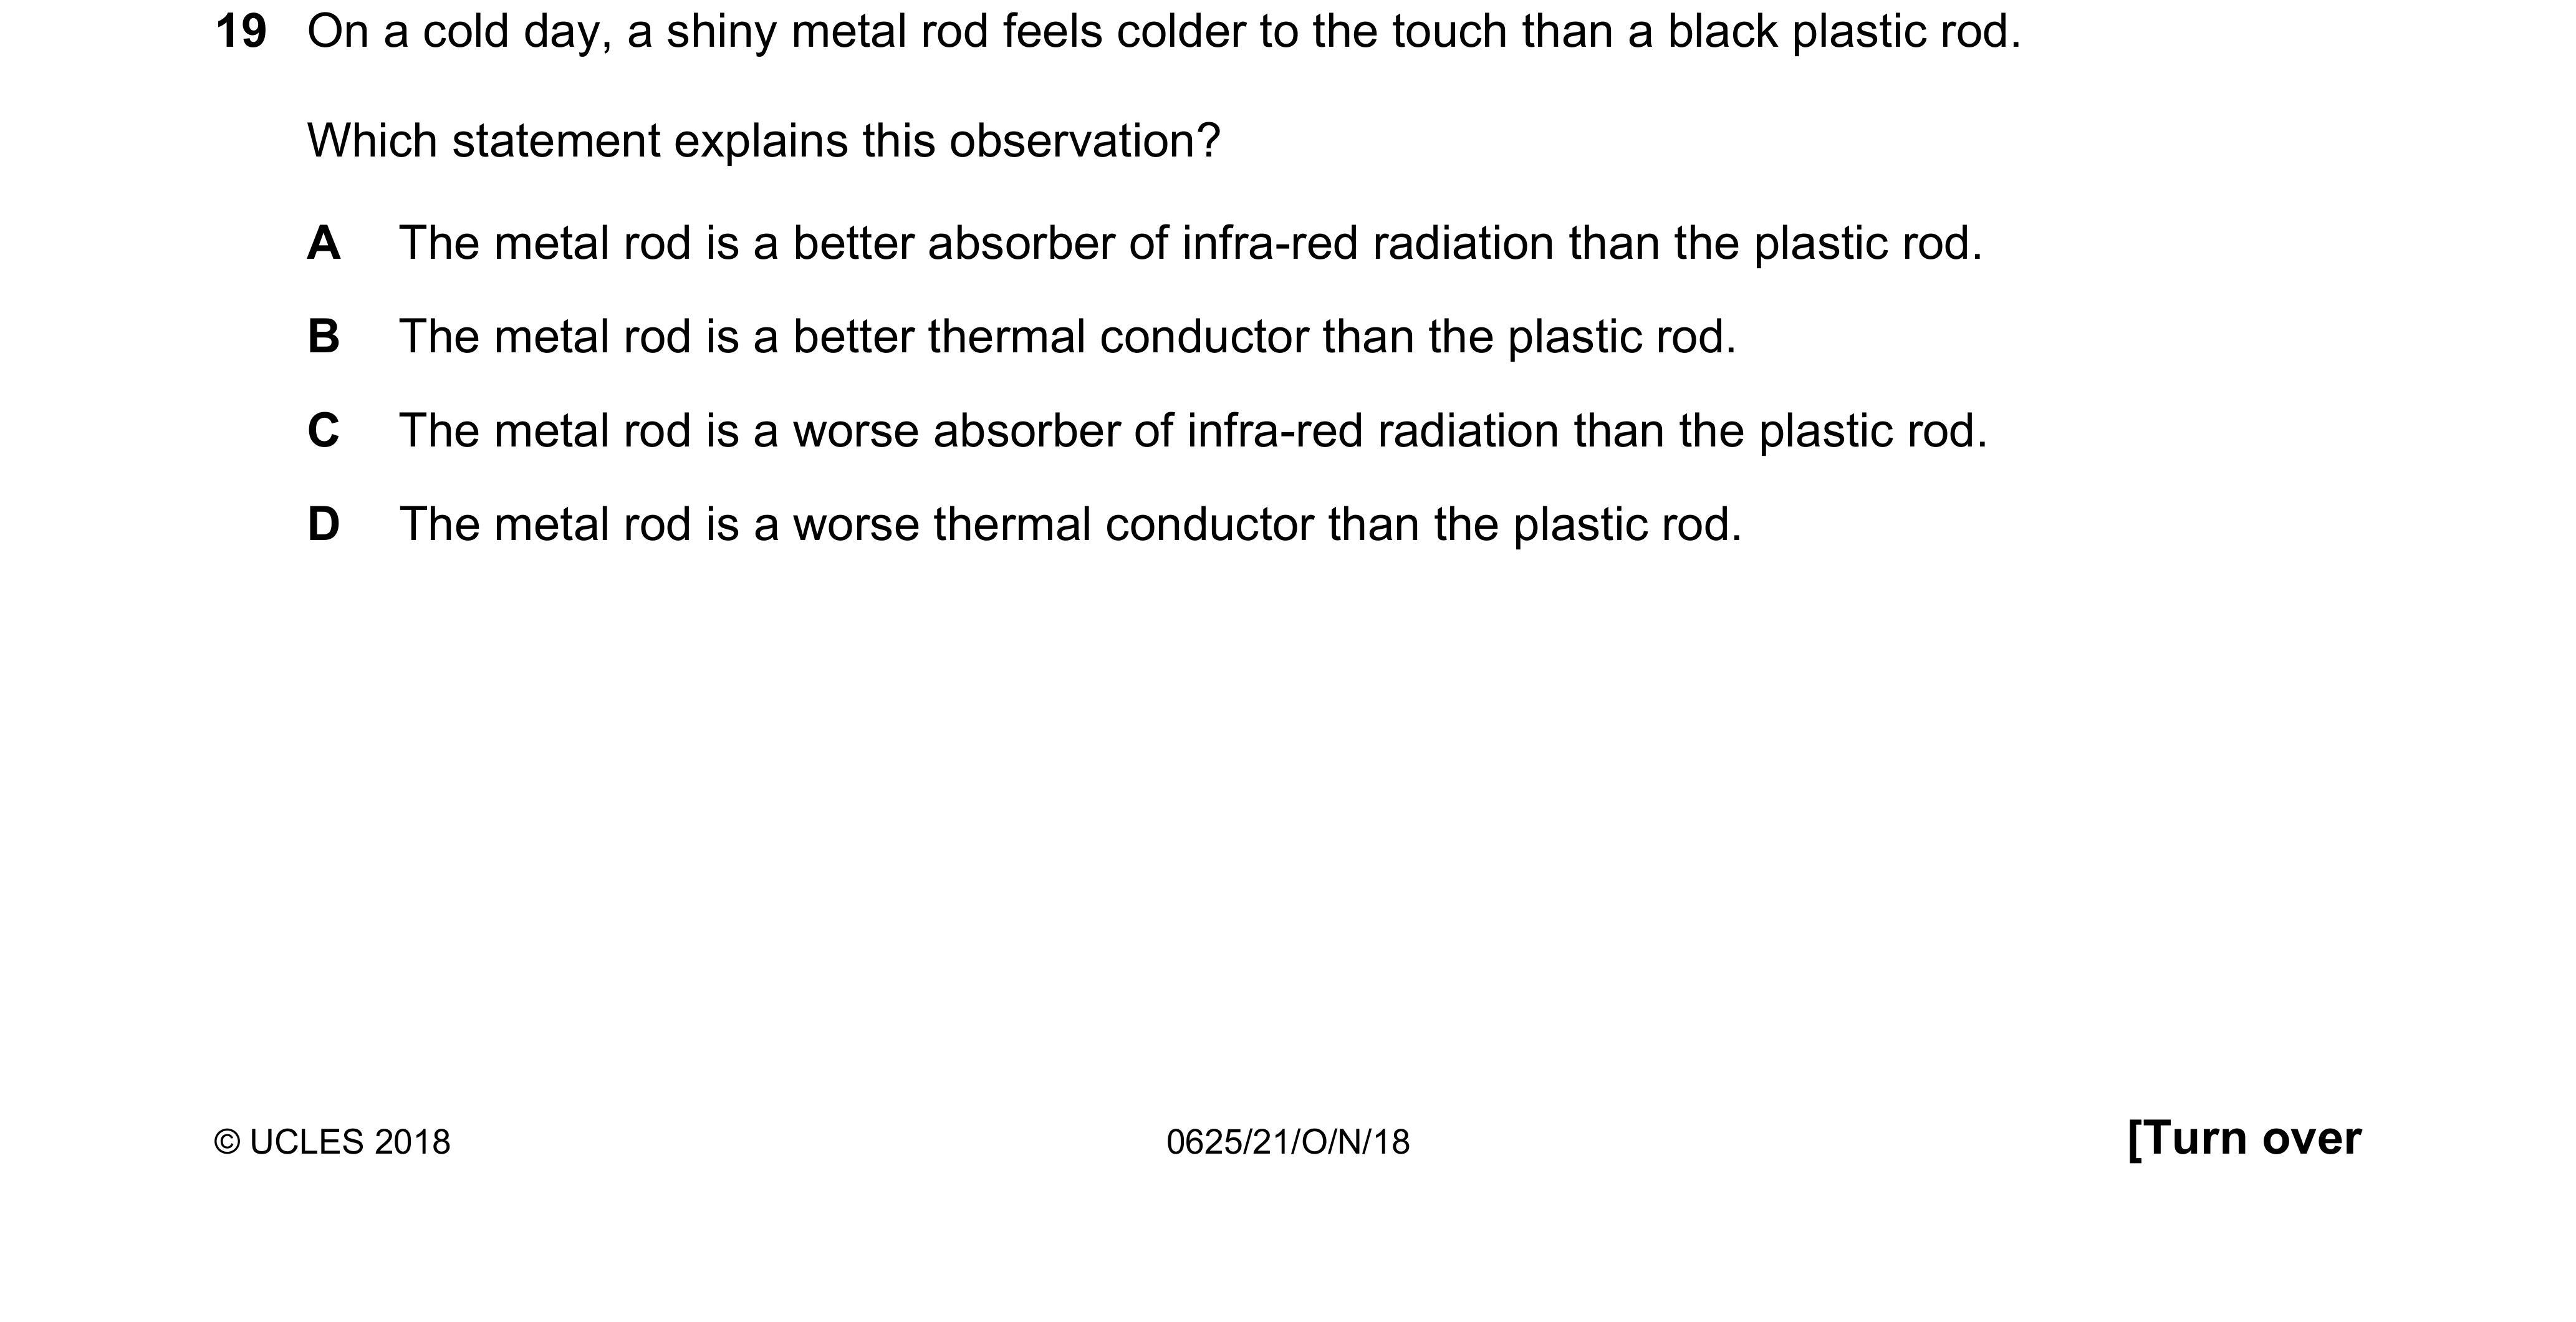 19 On a cold day, a shiny metal rod feels colder to the touch than a black plastic rod.
Which statement explains this observation?
A The metal rod is a better absorber of infra-red radiation than the plastic rod.
B The metal rod is a better thermal conductor than the plastic rod.
C The metal rod is a worse absorber of infra-red radiation than the plastic rod.
D The metal rod is a worse thermal conductor than the plastic rod.
© UCLES 2018 0625/21/O/N/18 [Turn over